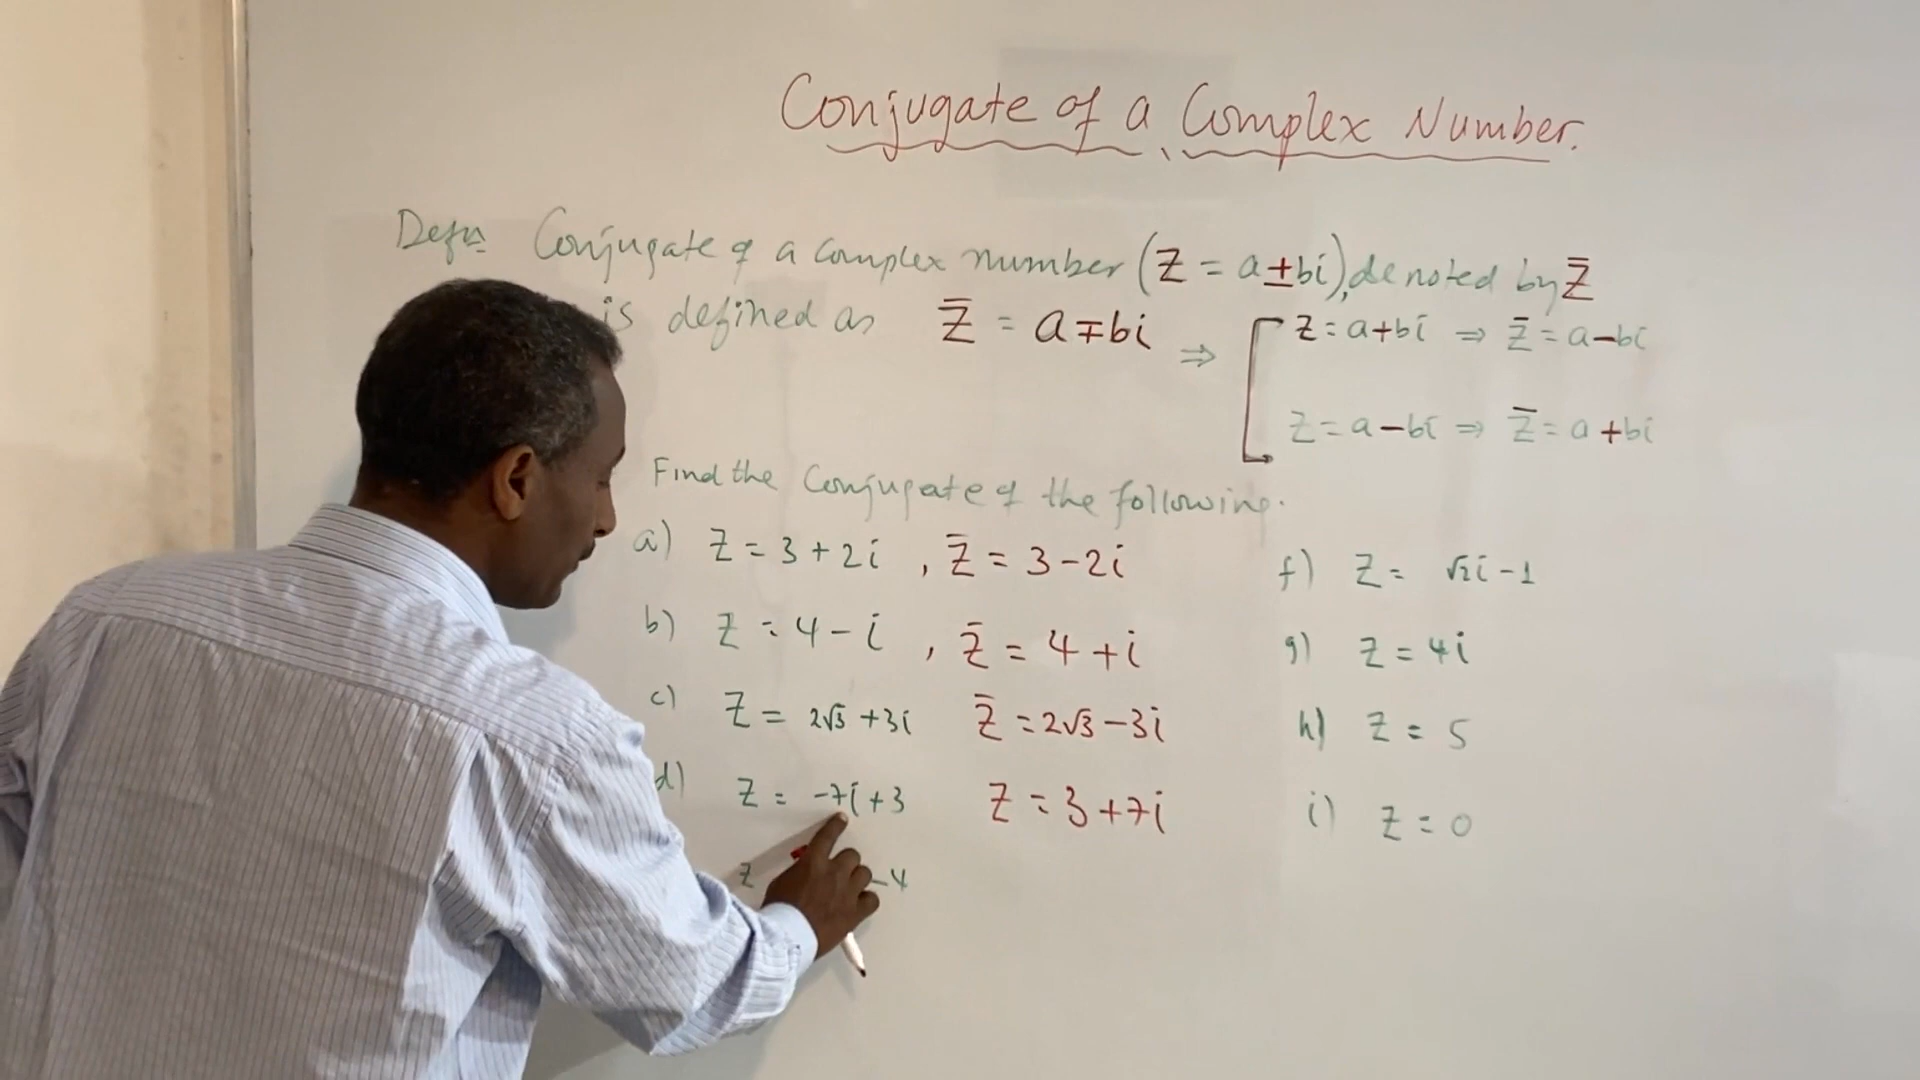 Conjugate of a Complex Number.
Defn: Conjugate of a complex number (Z = a±bi), denoted by Z̄
is defined as Z̄ = a∓bi ⇒ Z=a+bi ⇒ Z̄=a-bi
Z=a-bi ⇒ Z̄=a+bi
Find the Conjugate of the following.
a) Z = 3+2i , Z̄ = 3-2i
b) Z = 4-i , Z̄ = 4+i
c) Z = 2√3 +3i Z̄ = 2√3-3i
d) Z = -7i+3 Z = 3+7i
Z -4
f) Z = √2i-1
g) Z = 4i
h) Z = 5
i) Z = 0